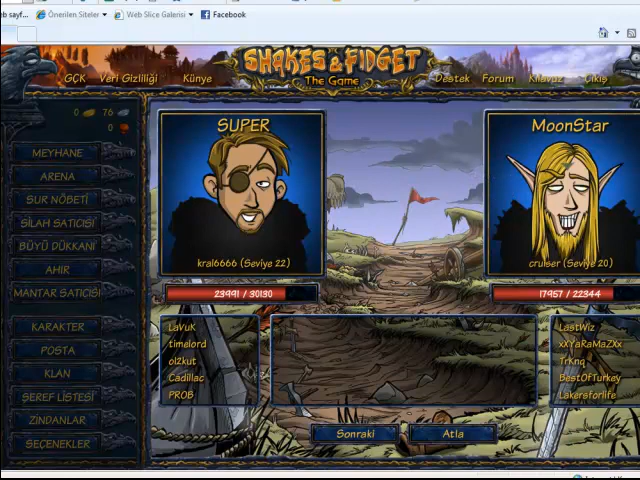 eb sayf... Önerilen Siteler Web Slice Galerisi Facebook
SHAKES & FIDGET
The Game
GÇK Veri Gizliliği Künye Destek Forum Kılavuz Çıkış
0 76
0
MEYHANE
ARENA
SUR NÖBETİ
SİLAH SATICISI
BÜYÜ DÜKKANI
AHIR
MANTAR SATICISI
KARAKTER
POSTA
KLAN
ŞEREF LİSTESİ
ZINDANLAR
SEÇENEKLER
SUPER
kral6666 (Seviye 22)
23991 / 30130
LaVuK
timelord
ol2kut
Cadillac
PROB
MoonStar
cruiser (Seviye 20)
17957 / 22344
LastWiz
xXYaRaMaZXx
TrKnq
BestOfTurkey
Lakersforlife
Sonraki Atla